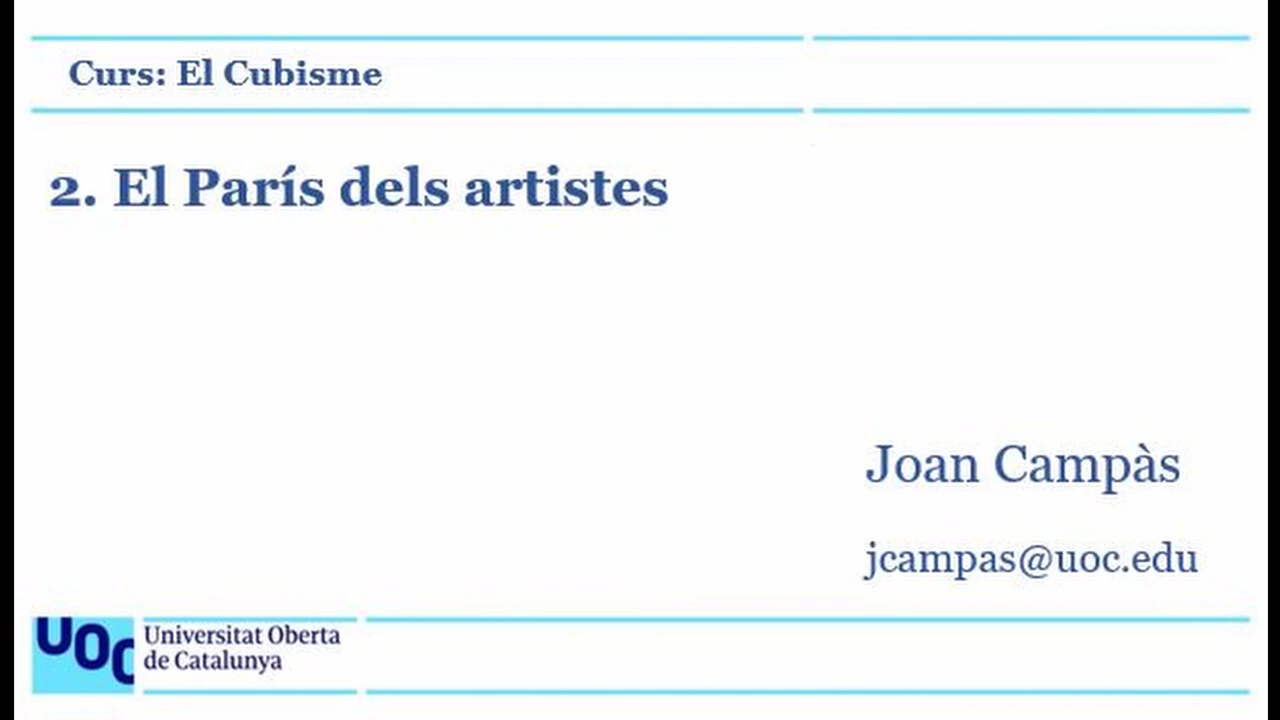 Curs: El Cubisme
2. El París dels artistes
Joan Campàs
jcampas@uoc.edu
UOC
Universitat Oberta
de Catalunya